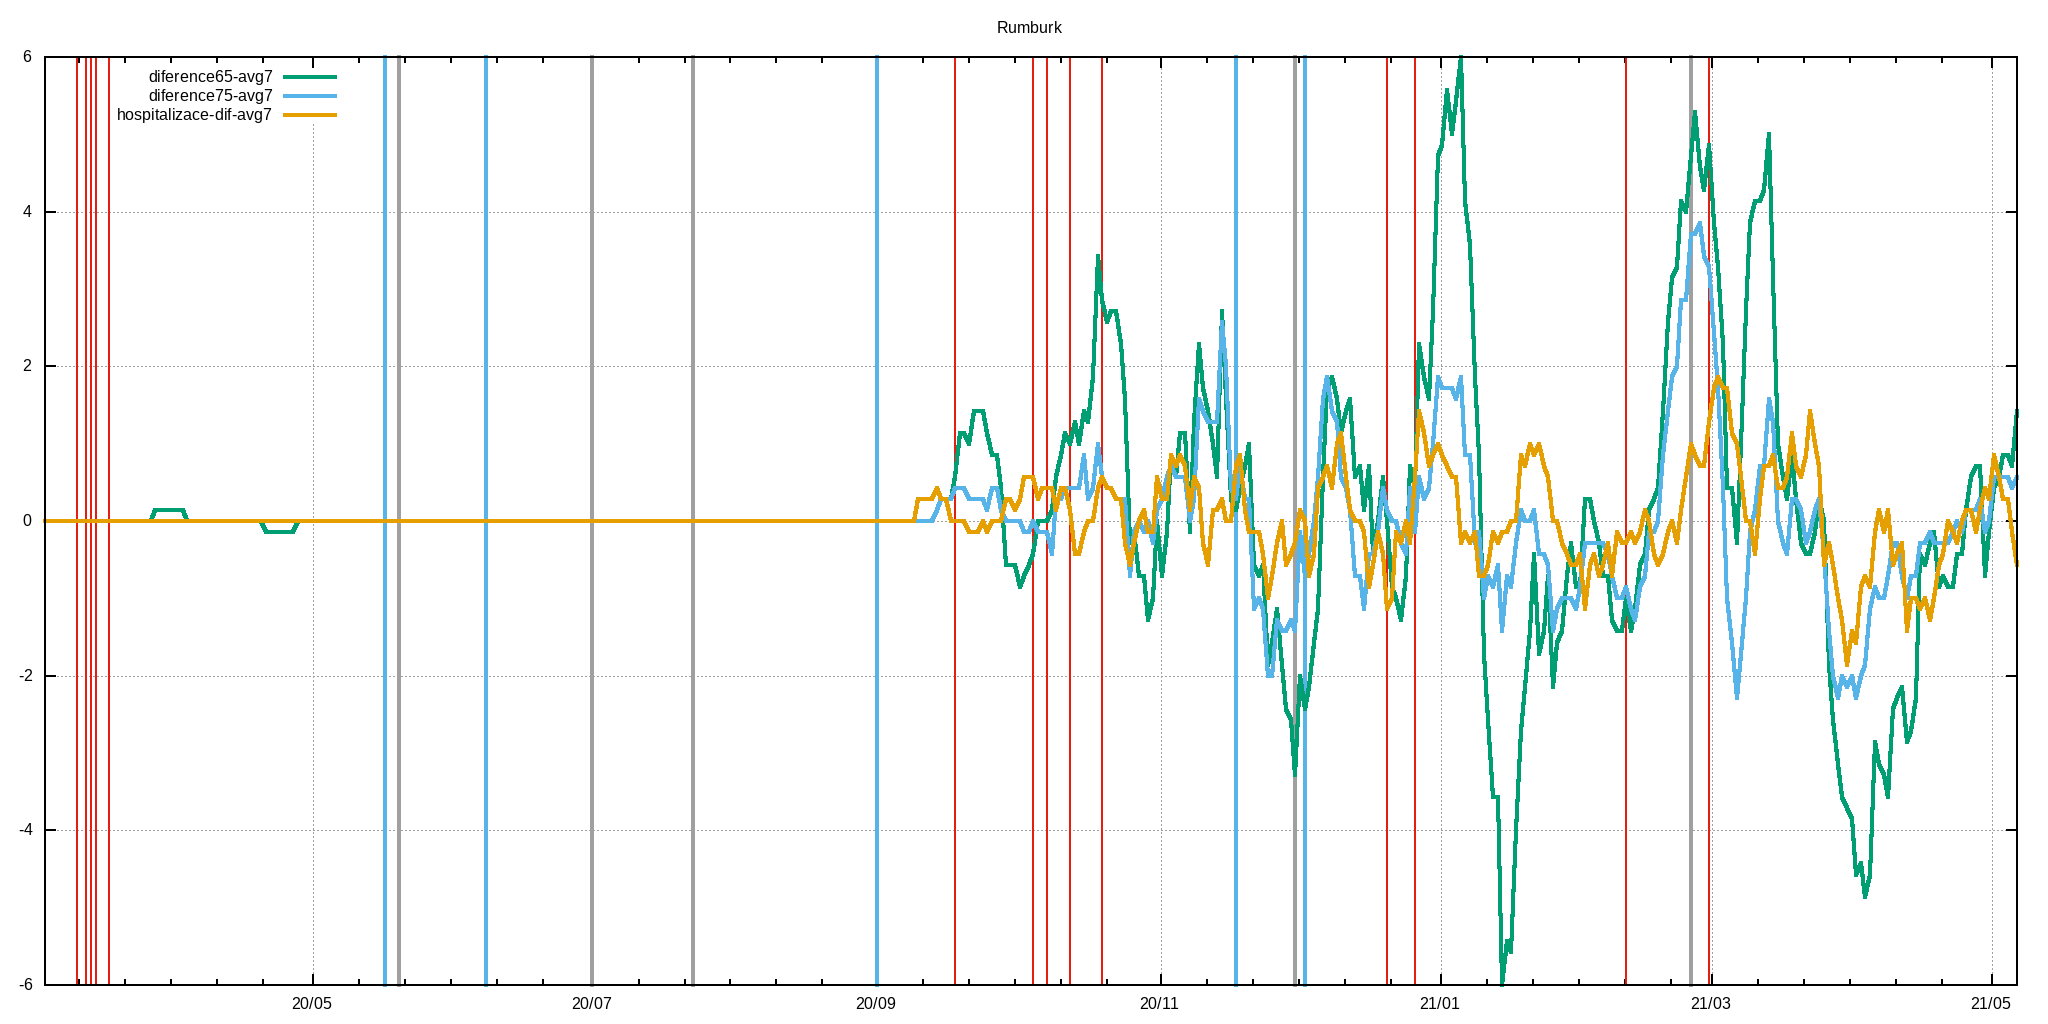 Rumburk
diference65-avg7
diference75-avg7
hospitalizace-dif-avg7
6
4
2
0
-2
-4
-6
20/05 20/07 20/09 20/11 21/01 21/03 21/05